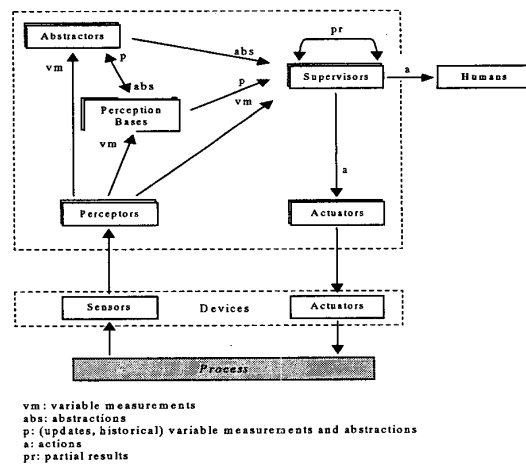 pr
Abstractors
abs
Supervisors
a
Humans
vm
p
abs
p
Perception
Bases
vm
vm
a
Perceptors
Actuators
Sensors
Devices
Actuators
Process
vm: variable measurements
abs: abstractions
p: (updates, historical) variable measurements and abstractions
a: actions
pr: partial results